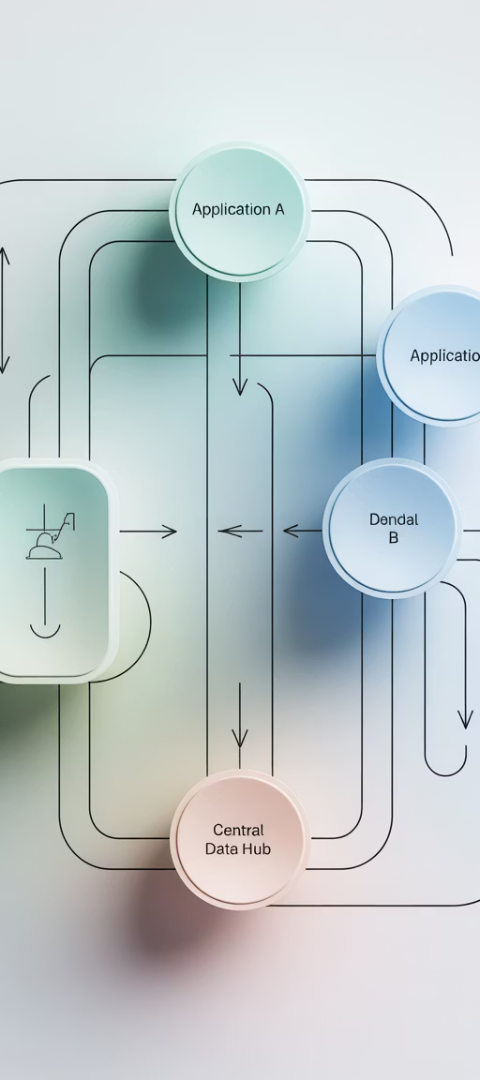 Application A
Applicatio
Dendal
B
Central
Data Hub